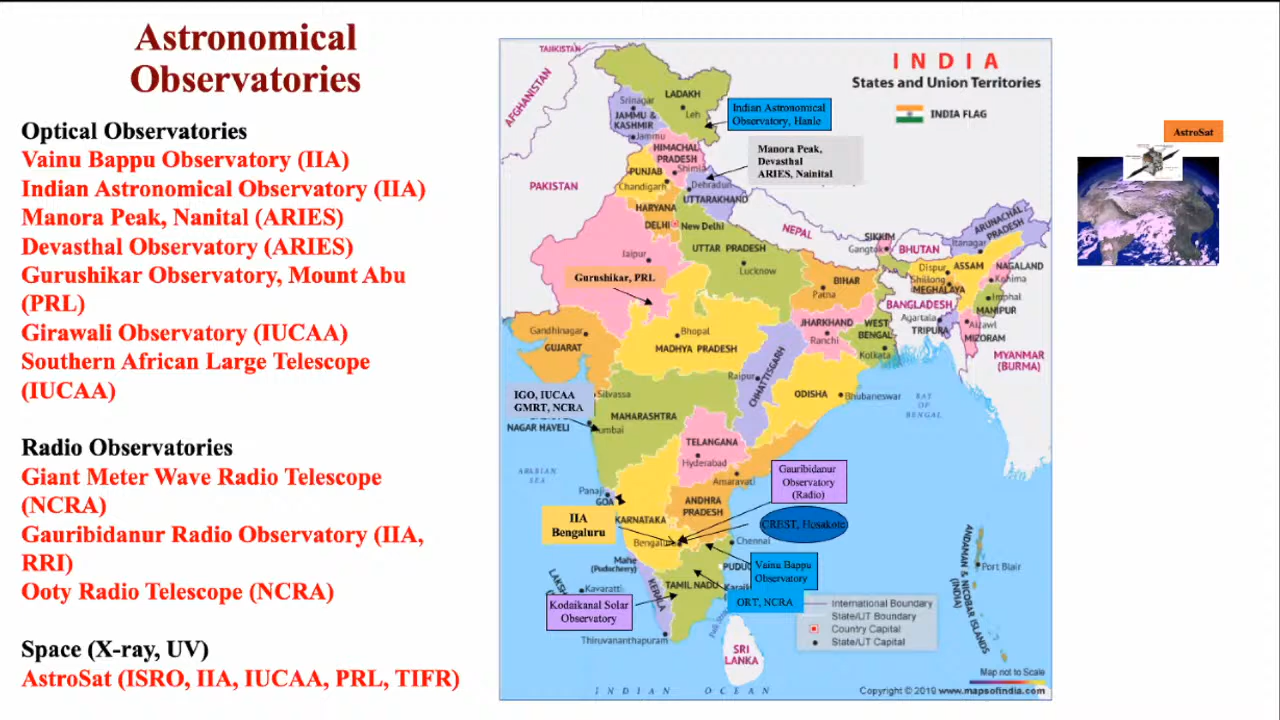 Astronomical
Observatories
Optical Observatories
Vainu Bappu Observatory (IIA)
Indian Astronomical Observatory (IIA)
Manora Peak, Nanital (ARIES)
Devasthal Observatory (ARIES)
Gurushikar Observatory, Mount Abu
(PRL)
Girawali Observatory (IUCAA)
Southern African Large Telescope
(IUCAA)
Radio Observatories
Giant Meter Wave Radio Telescope
(NCRA)
Gauribidanur Radio Observatory (IIA,
RRI)
Ooty Radio Telescope (NCRA)
Space (X-ray, UV)
AstroSat (ISRO, IIA, IUCAA, PRL, TIFR)
INDIA
States and Union Territories
INDIA FLAG
TAJIKISTAN
AFGHANISTAN
PAKISTAN
LADAKH
Leh
Srinagar
JAMMU &
KASHMIR
Jammu
Indian Astronomical
Observatory, Hanle
HIMACHAL
PRADESH
Shimla
Manora Peak,
Devasthal
ARIES, Nainital
PUNJAB
Chandigarh
Dehradun
UTTARAKHAND
HARYANA
DELHI
New Delhi
UTTAR PRADESH
Lucknow
NEPAL
SIKKIM
Gangtok
BHUTAN
ARUNACHAL
PRADESH
Itanagar
Dispur
ASSAM
NAGALAND
Kohima
Shillong
MEGHALAYA
Imphal
MANIPUR
BANGLADESH
Agartala
TRIPURA
Aizawl
MIZORAM
MYANMAR
(BURMA)
Jaipur
Gurushikar, PRL
BIHAR
Patna
JHARKHAND
Ranchi
WEST
BENGAL
Kolkata
Gandhinagar
GUJARAT
Bhopal
MADHYA PRADESH
Raipur
CHHATTISGARH
ODISHA
Bhubaneswar
BAY
OF
BENGAL
IGO, IUCAA
GMRT, NCRA
Silvassa
NAGAR HAVELI
umbai
MAHARASHTRA
TELANGANA
Hyderabad
ARABIAN
SEA
Amaravati
Panaji
GOA
ANDHRA
PRADESH
KARNATAKA
IIA
Bengaluru
Bengaluru
Gauribidanur
Observatory
(Radio)
CREST, Hosakote
Chennai
Vainu Bappu
Observatory
PUDU
Mahe
(Puducherry)
Karaik
LAKSH
Kavaratti
KERALA
TAMIL NADU
ORT, NCRA
Kodaikanal Solar
Observatory
Thiruvananthapuram
SRI
LANKA
ANDAMAN & NICOBAR ISLANDS
(INDIA)
Port Blair
International Boundary
State/UT Boundary
Country Capital
State/UT Capital
Map not to Scale
INDIAN OCEAN
Copyright © 2019 www.mapsofindia.com
AstroSat